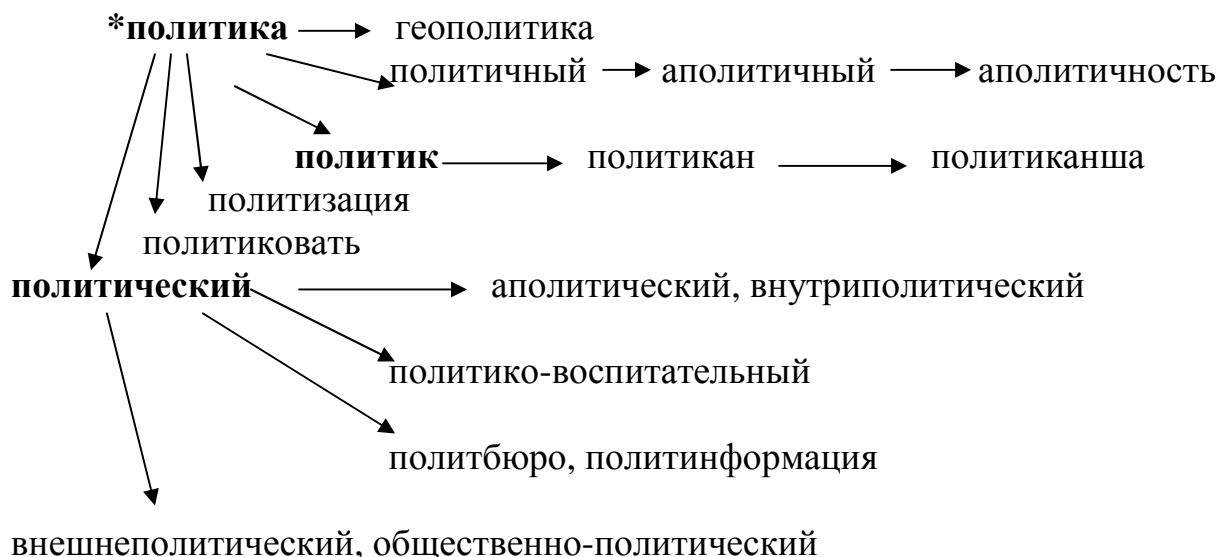 *политика геополитика
политичный аполитичный аполитичность
политик политикан политиканша
политизация
политиковать
политический аполитический, внутриполитический
политико-воспитательный
политбюро, политинформация
внешнеполитический, общественно-политический